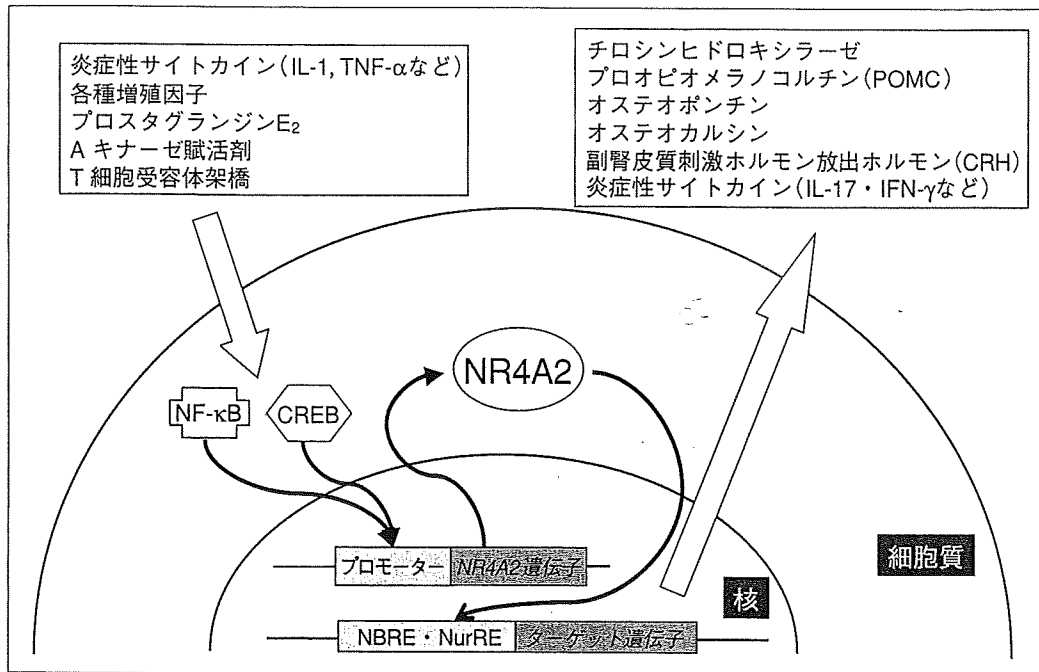 炎症性サイトカイン(IL-1, TNF-αなど)
各種増殖因子
プロスタグランジンE₂
A キナーゼ賦活剤
T 細胞受容体架橋
チロシンヒドロキシラーゼ
プロオピオメラノコルチン(POMC)
オステオポンチン
オステオカルシン
副腎皮質刺激ホルモン放出ホルモン(CRH)
炎症性サイトカイン(IL-17・IFN-γなど)
NR4A2
NF-κB
CREB
プロモーター
NR4A2遺伝子
細胞質
核
NBRE・NurRE
ターゲット遺伝子